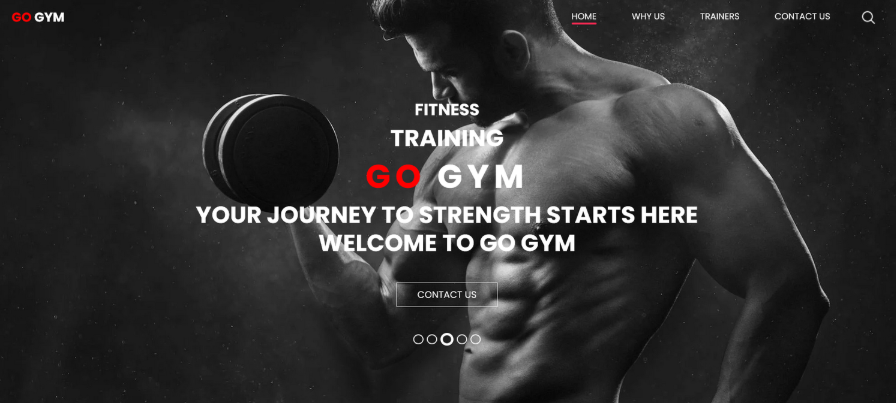 GO GYM
HOME WHY US TRAINERS CONTACT US
FITNESS
TRAINING
GO GYM
YOUR JOURNEY TO STRENGTH STARTS HERE
WELCOME TO GO GYM
CONTACT US